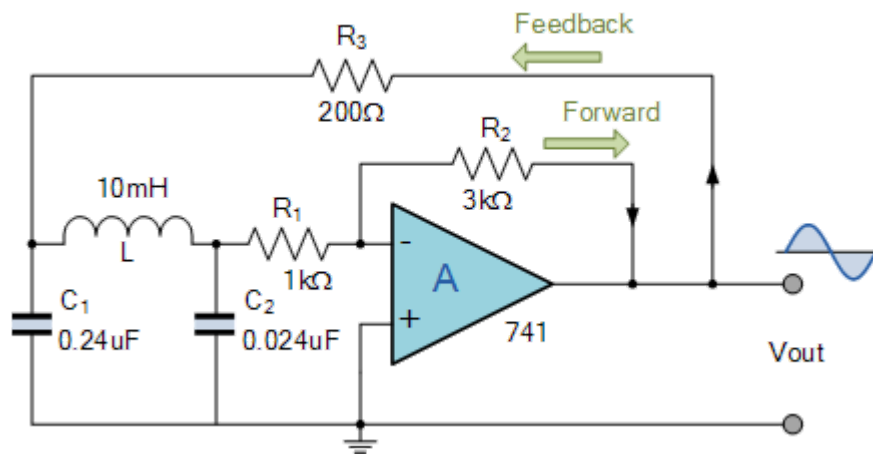 Feedback
R3
200Ω
Forward
R2
3kΩ
10mH
L
R1
1kΩ
-
A
+
741
C1
0.24uF
C2
0.024uF
Vout